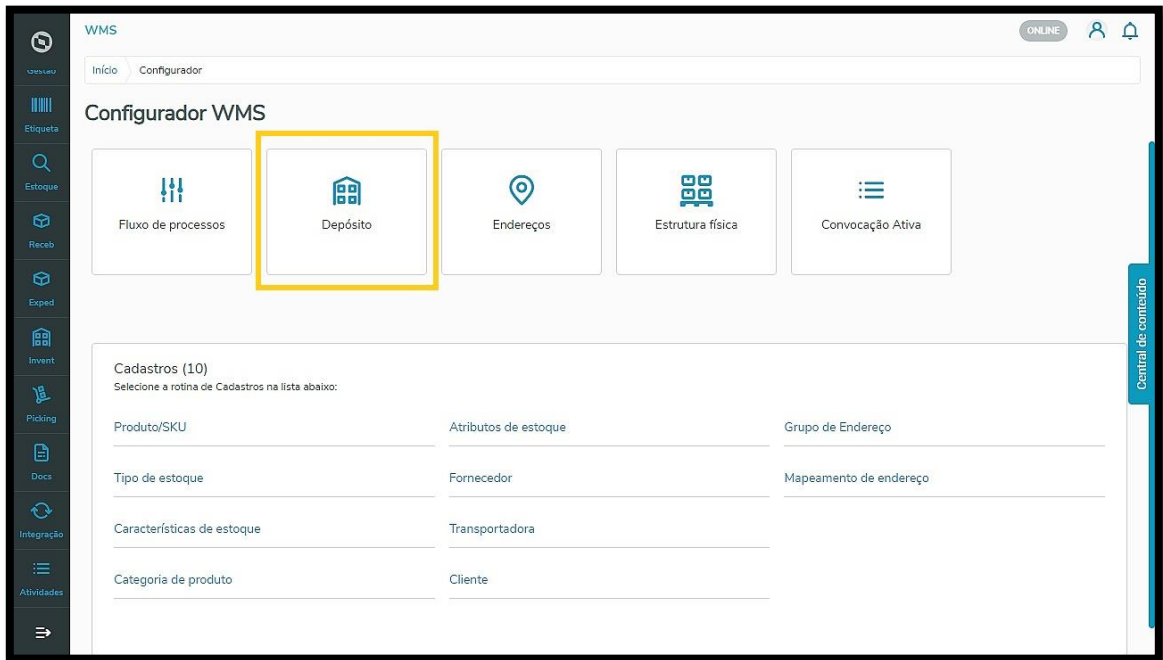 WMS
ONLINE
Gestão
Início
Configurador
Etiqueta
Configurador WMS
Estoque
Fluxo de processos
Depósito
Endereços
Estrutura física
Convocação Ativa
Receb
Exped
Central de conteúdo
Invent
Cadastros (10)
Selecione a rotina de Cadastros na lista abaixo:
Picking
Produto/SKU
Atributos de estoque
Grupo de Endereço
Docs
Tipo de estoque
Fornecedor
Mapeamento de endereço
Integração
Características de estoque
Transportadora
Atividades
Categoria de produto
Cliente